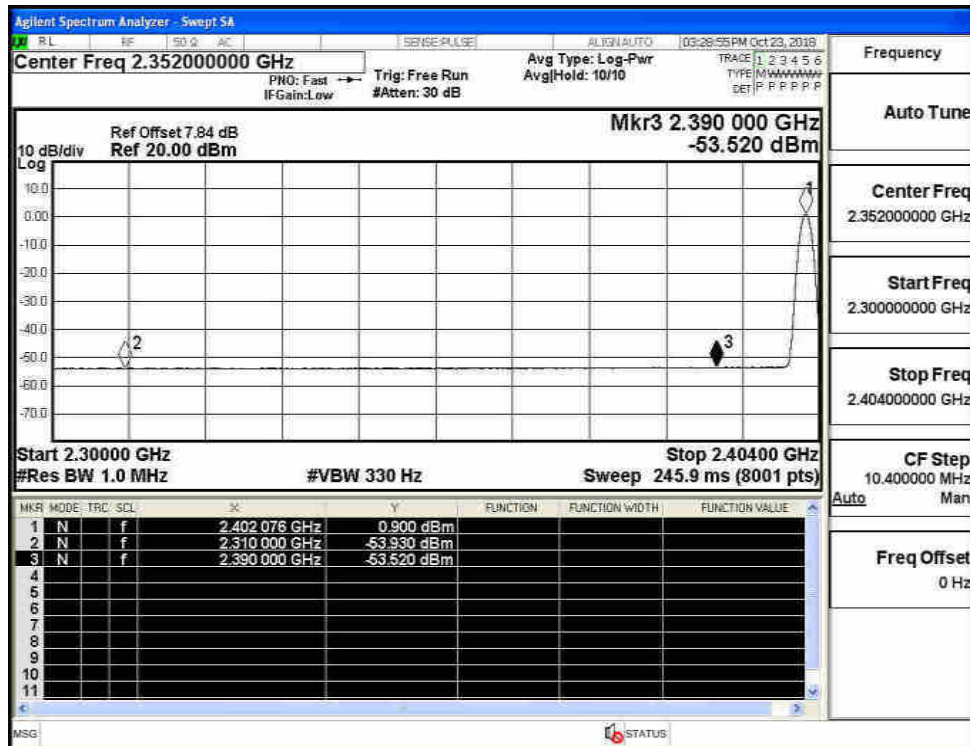 Agilent Spectrum Analyzer - Swept SA
RL RF 50 Ω AC SENSE:PULSE ALIGN AUTO 03:28:55 PM Oct 23, 2018
Center Freq 2.352000000 GHz
PNO: Fast
IFGain:Low
Trig: Free Run
#Atten: 30 dB
Avg Type: Log-Pwr
Avg|Hold: 10/10
TRACE 1 2 3 4 5 6
TYPE M
DET P P P P P P
Mkr3 2.390 000 GHz
-53.520 dBm
Ref Offset 7.84 dB
10 dB/div Ref 20.00 dBm
Log
10.0
0.00
-10.0
-20.0
-30.0
-40.0
-50.0
-60.0
-70.0
1
2
3
Start 2.30000 GHz Stop 2.40400 GHz
#Res BW 1.0 MHz #VBW 330 Hz Sweep 245.9 ms (8001 pts)
MKR MODE TRC SCL X Y FUNCTION FUNCTION WIDTH FUNCTION VALUE
1 N f 2.402 076 GHz 0.900 dBm
2 N f 2.310 000 GHz -53.930 dBm
3 N f 2.390 000 GHz -53.520 dBm
4
5
6
7
8
9
10
11
MSG STATUS
Frequency
Auto Tune
Center Freq
2.352000000 GHz
Start Freq
2.300000000 GHz
Stop Freq
2.404000000 GHz
CF Step
10.400000 MHz
Auto Man
Freq Offset
0 Hz